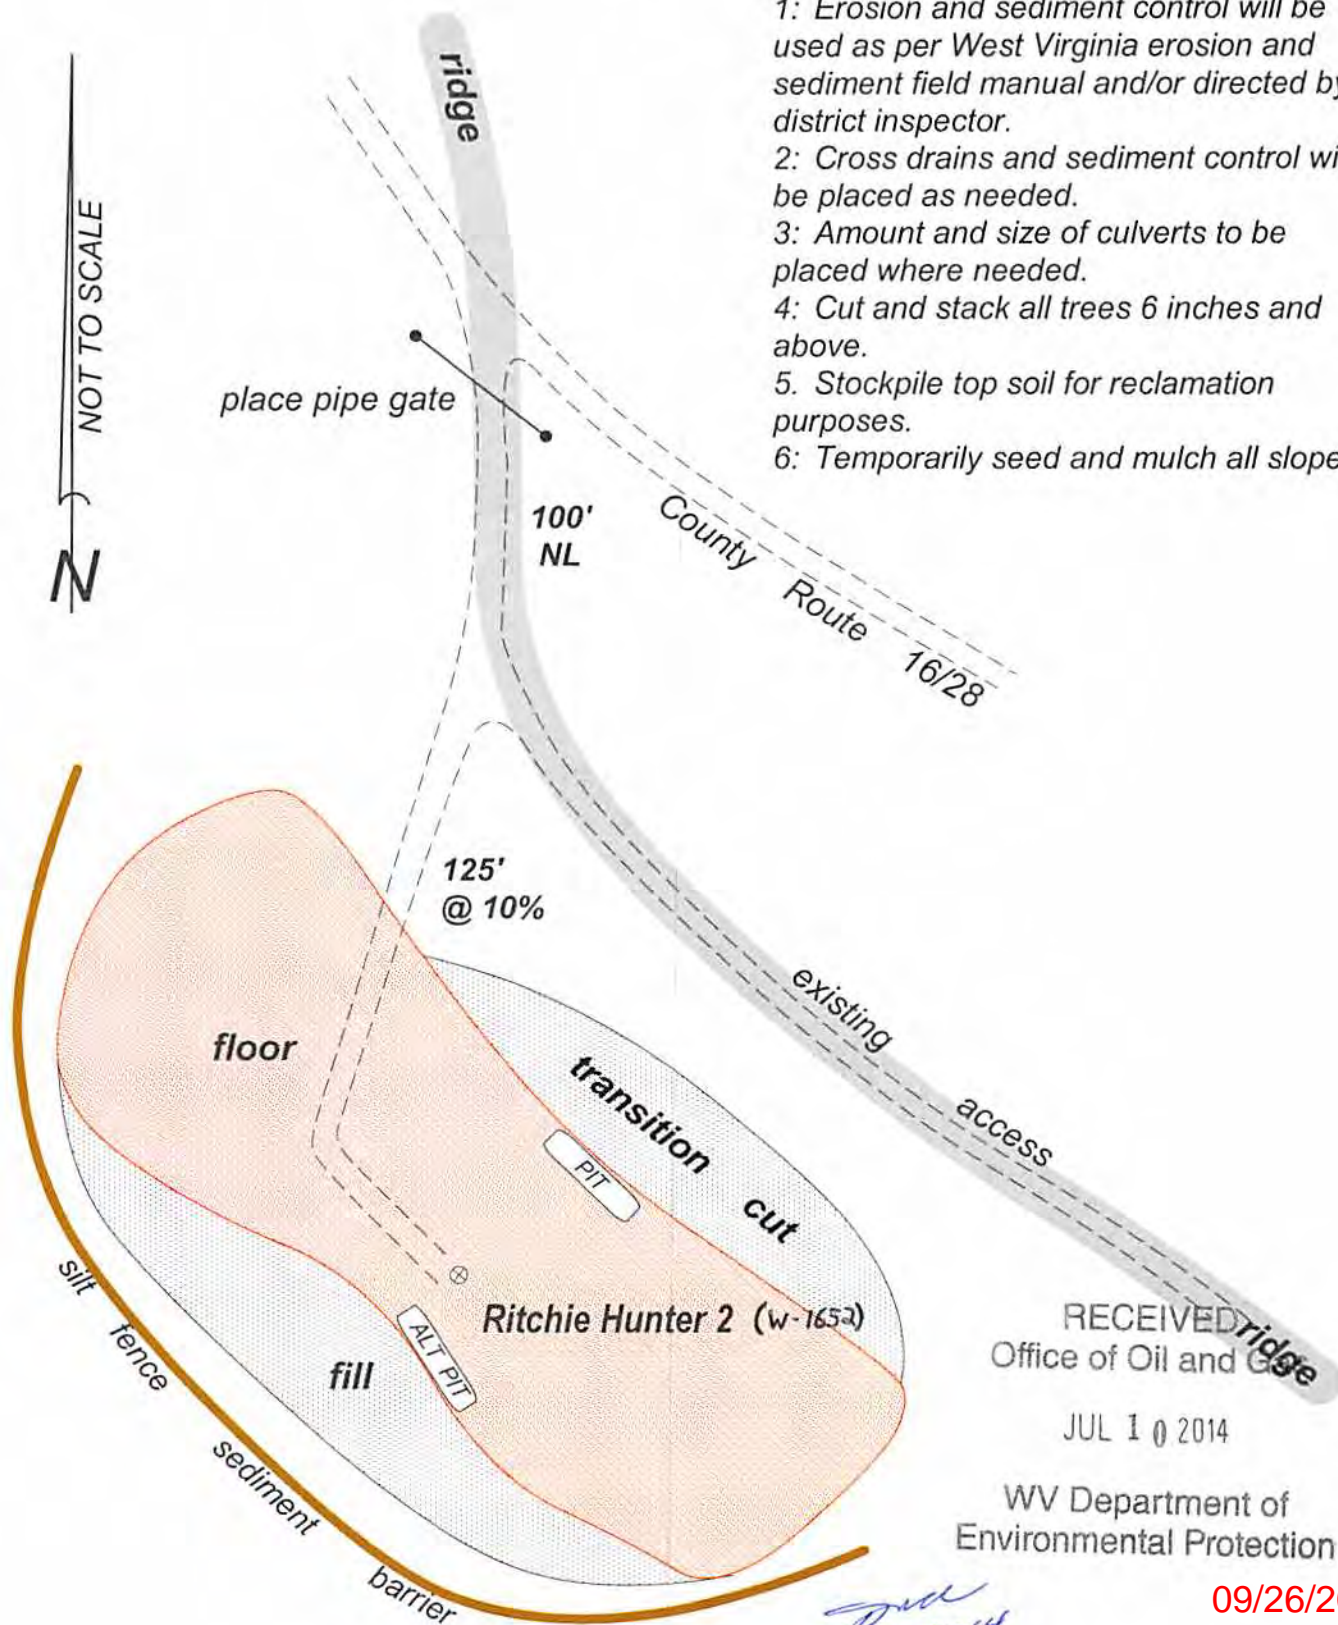 1: Erosion and sediment control will be
used as per West Virginia erosion and
sediment field manual and/or directed by
district inspector.
2: Cross drains and sediment control
be placed as needed.
3: Amount and size of culverts to be
placed where needed.
4: Cut and stack all trees 6 inches and
above.
5. Stockpile top soil for reclamation
purposes.
6: Temporarily seed and mulch all
ridge
NOT TO SCALE
N
place pipe gate
100'
NL
County Route 16/28
125'
@ 10%
existing access
floor
transition cut
PIT
Ritchie Hunter 2 (W-1652)
ALT PIT
fill
silt fence sediment barrier
ridge
RECEIVED
Office of Oil and Gas
JUL 10 2014
WV Department of
Environmental Protection